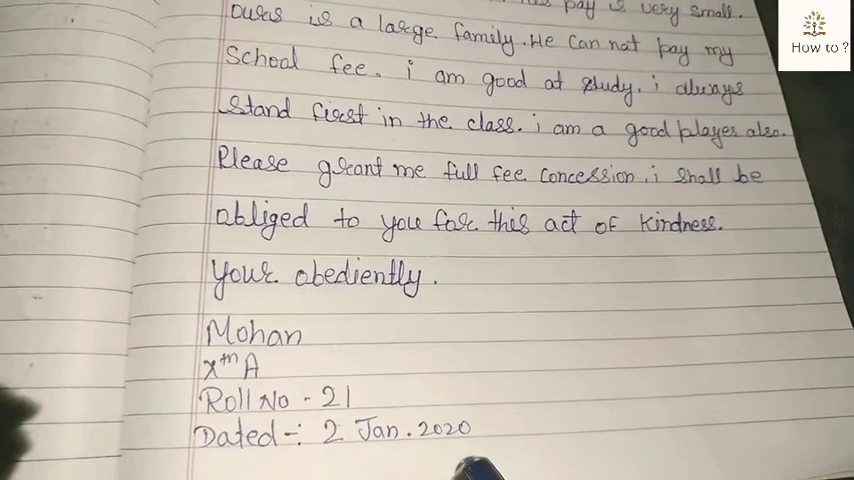 pay is very small.
Ours is a large family. He can not pay my
School fee. i am good at study. i always
stand first in the class. i am a good player also.
Please grant me full fee concession. i shall be
obliged to you for this act of kindness.
Your obediently.
Mohan
Xth A
Roll No - 21
Dated -: 2 Jan. 2020
How to ?